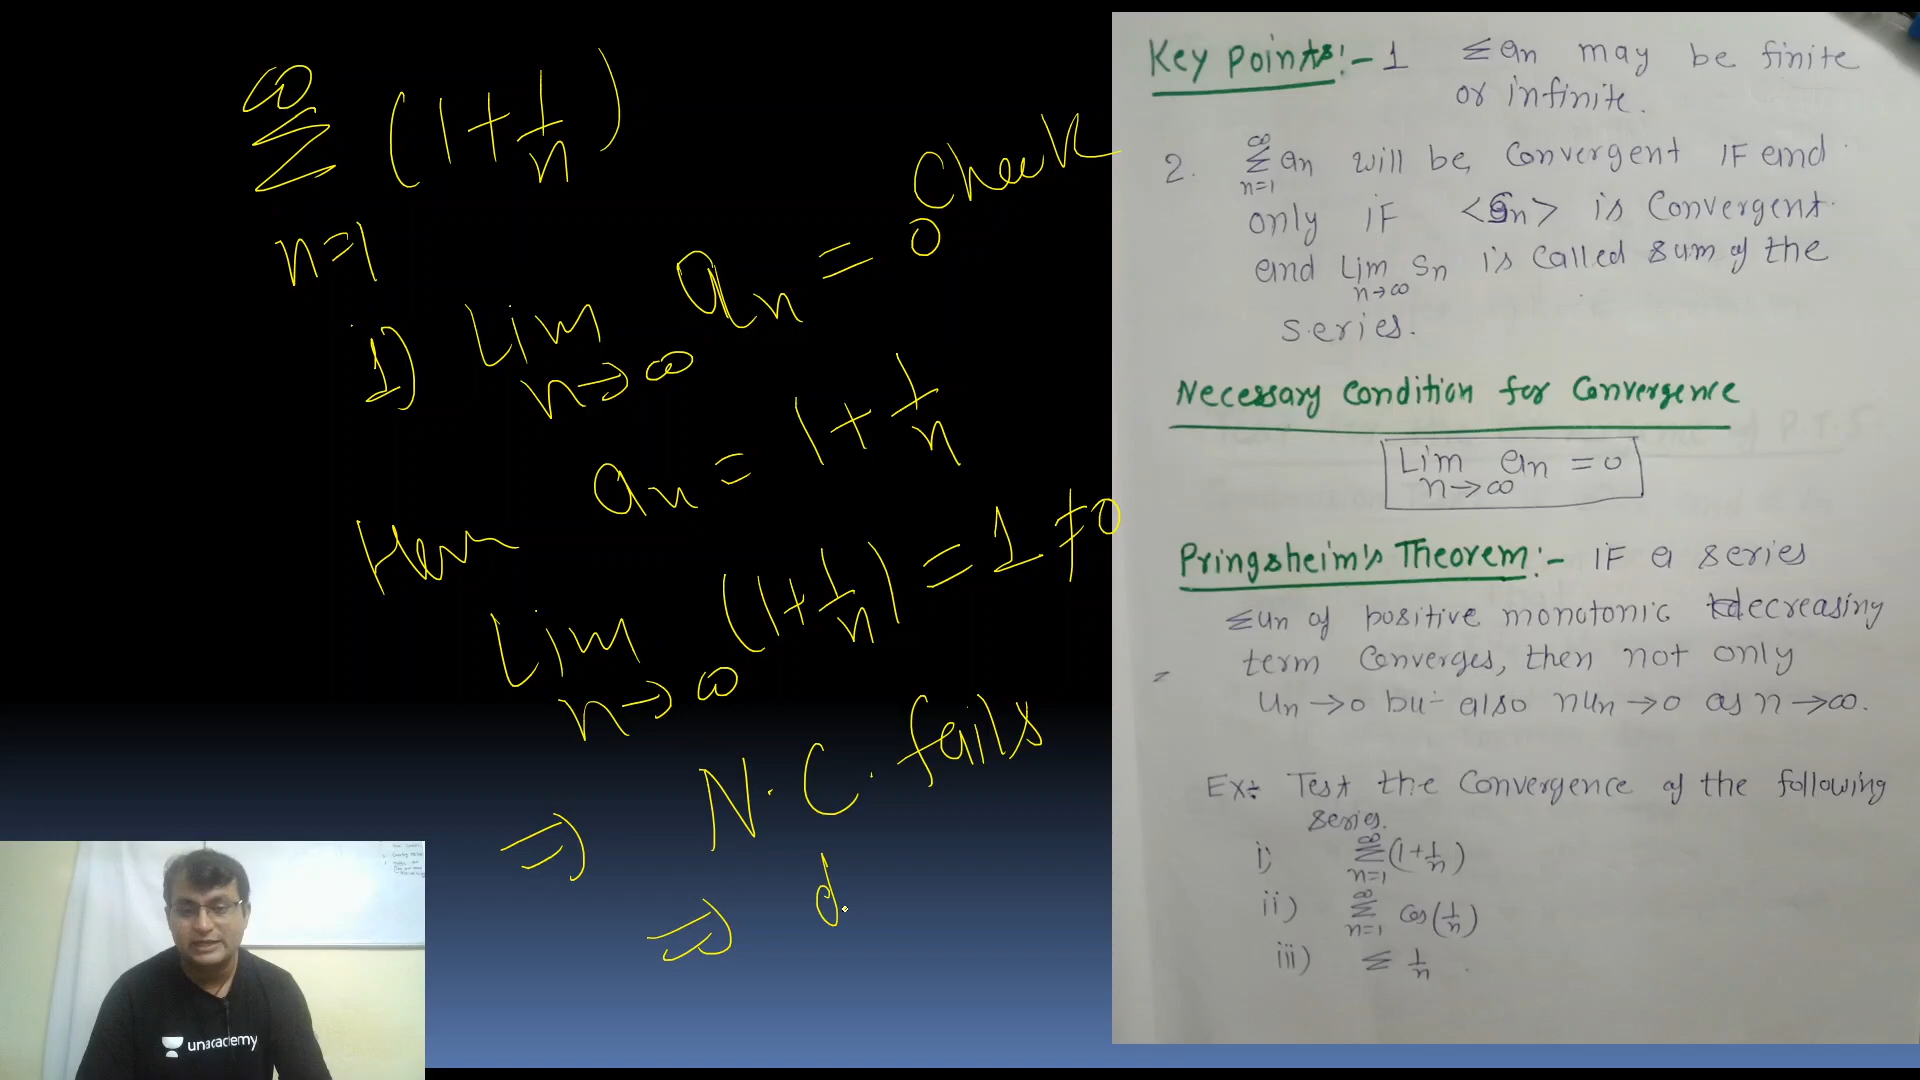 ∞
Σ (1+1/n)
n=1
Check
1) Lim an = 0
n→∞
Here an = 1+1/n
Lim (1+1/n) = 1 ≠ 0
n→∞
⇒ N.C. fails
⇒ d
unacademy
Key Points:- 1 Σan may be finite
or infinite.
2. ∞
Σ an will be convergent IF and
n=1
only IF <Sn> is convergent
and Lim Sn is called sum of the
n→∞
series.
Necessary Condition for Convergence
Lim an = 0
n→∞
Pringsheim's Theorem:- IF a series
Σun of positive monotonic decreasing
term Converges, then not only
un→0 but also nun→0 as n→∞.
Ex:- Test the Convergence of the following
series.
i) ∞
Σ (1+1/n)
n=1
ii) ∞
Σ cos(1/n)
n=1
iii) Σ 1/n